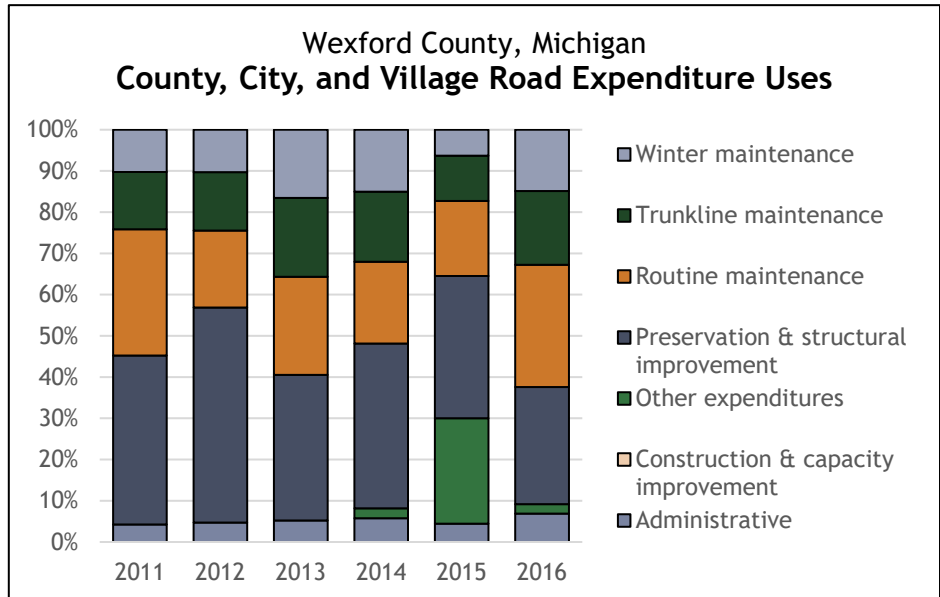 Wexford County, Michigan
County, City, and Village Road Expenditure Uses
100%
90%
80%
70%
60%
50%
40%
30%
20%
10%
0%
2011 2012 2013 2014 2015 2016
Winter maintenance
Trunkline maintenance
Routine maintenance
Preservation & structural
improvement
Other expenditures
Construction & capacity
improvement
Administrative